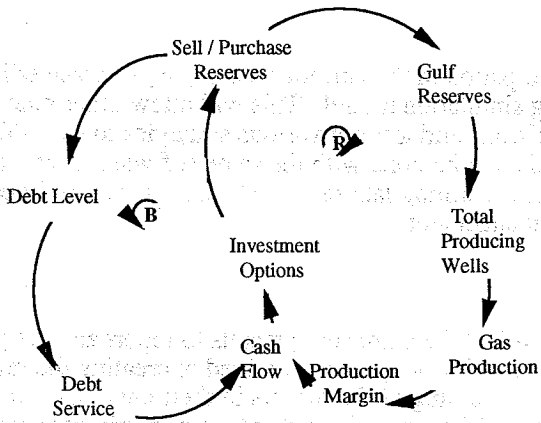 Sell / Purchase
Reserves
Gulf
Reserves
R
Debt Level
B
Total
Producing
Wells
Investment
Options
Gas
Production
Cash
Flow
Production
Margin
Debt
Service